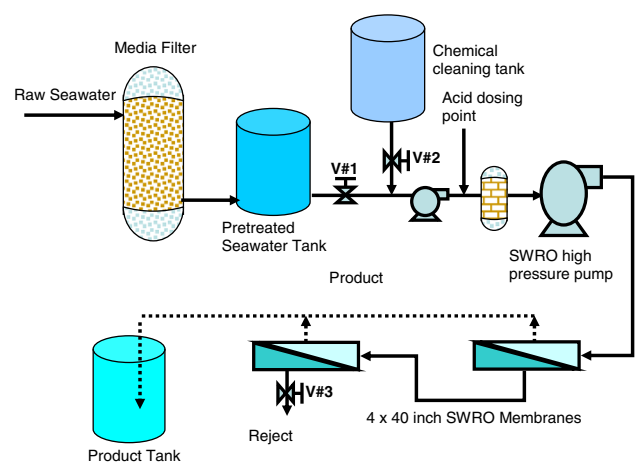 Media Filter
Chemical
cleaning tank
Raw Seawater
Acid dosing
point
V#1
V#2
Pretreated
Seawater Tank
SWRO high
pressure pump
Product
V#3
4 x 40 inch SWRO Membranes
Reject
Product Tank